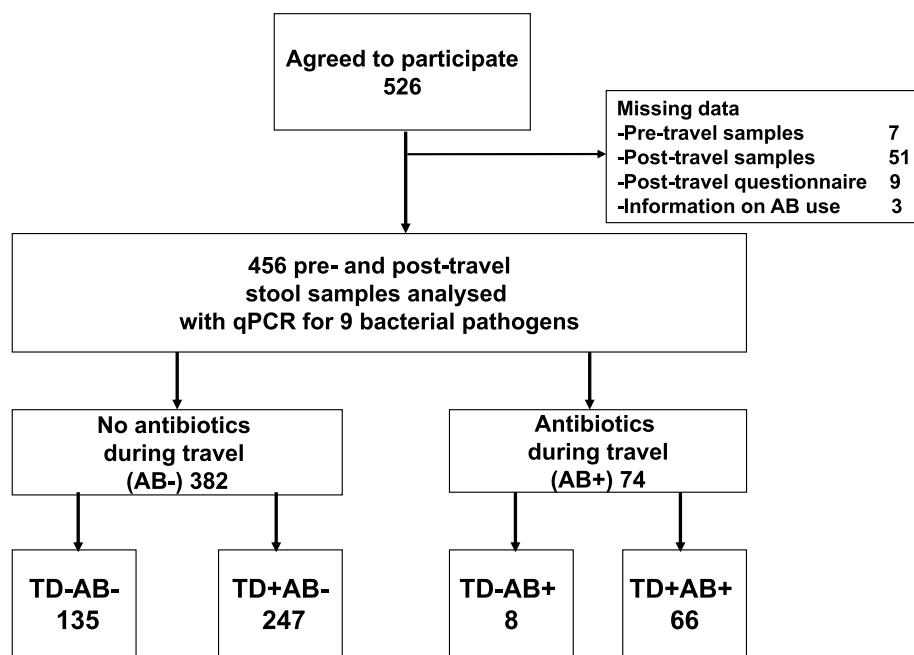 Agreed to participate
526
Missing data
-Pre-travel samples 7
-Post-travel samples 51
-Post-travel questionnaire 9
-Information on AB use 3
456 pre- and post-travel
stool samples analysed
with qPCR for 9 bacterial pathogens
No antibiotics
during travel
(AB-) 382
Antibiotics
during travel
(AB+) 74
TD-AB-
135
TD+AB-
247
TD-AB+
8
TD+AB+
66